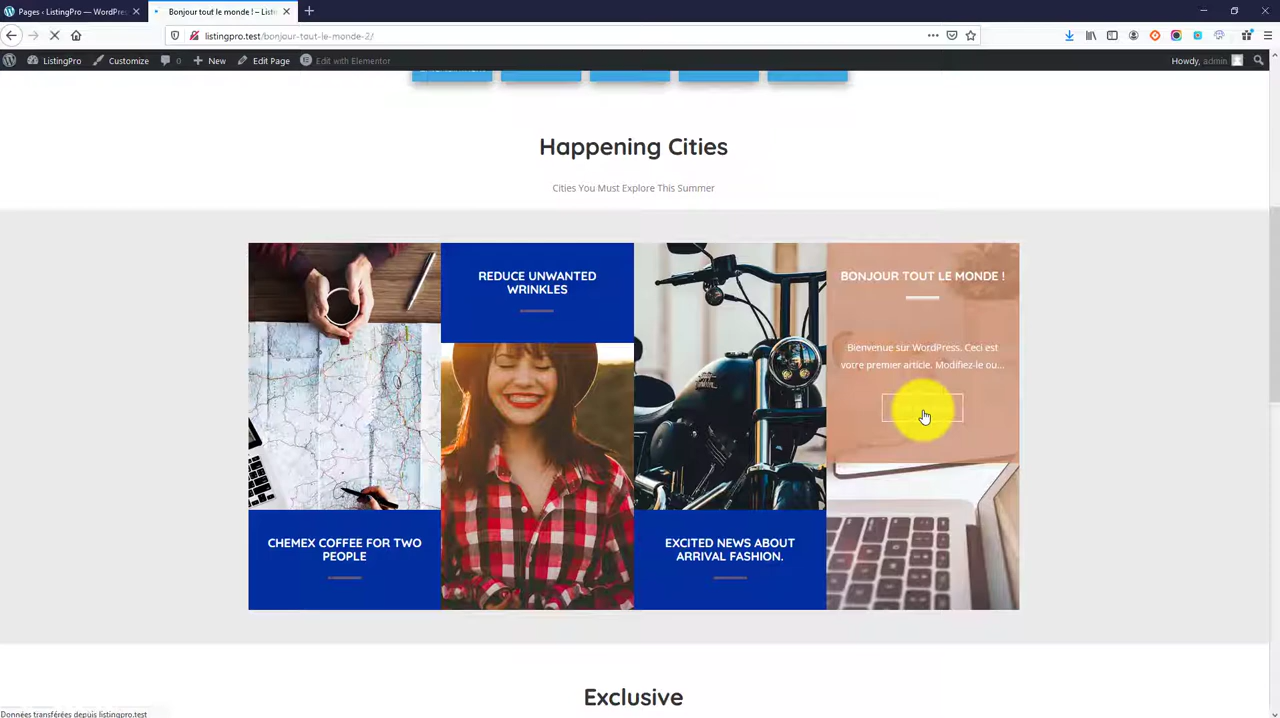 Pages ‹ ListingPro — WordPres
Bonjour tout le monde ! – Listi
listingpro.test/bonjour-tout-le-monde-2/
ListingPro
Customize
0
New
Edit Page
Edit with Elementor
Howdy, admin
Happening Cities
Cities You Must Explore This Summer
REDUCE UNWANTED
WRINKLES
BONJOUR TOUT LE MONDE !
Bienvenue sur WordPress. Ceci est
votre premier article. Modifiez-le ou...
CHEMEX COFFEE FOR TWO
PEOPLE
EXCITED NEWS ABOUT
ARRIVAL FASHION.
Exclusive
Données transférées depuis listingpro.test